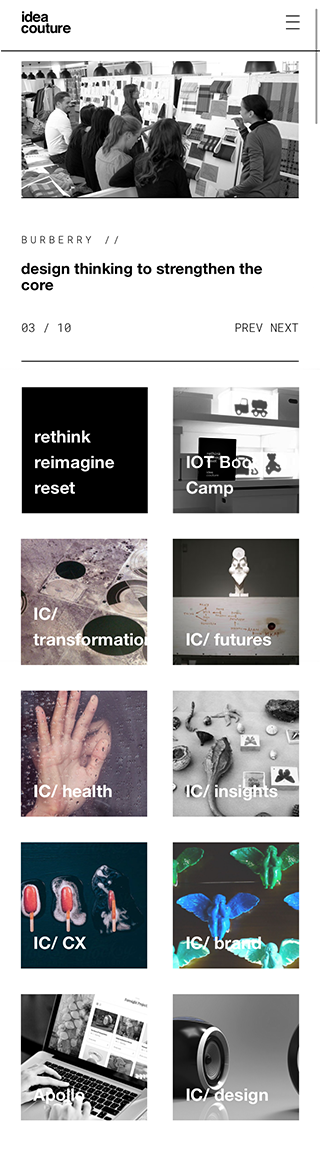 idea
couture
BURBERRY //
design thinking to strengthen the
core
03 / 10
PREV NEXT
rethink
reimagine
reset
IOT Boo
Camp
IC/
transformation
IC/ futures
IC/ health
IC/ insights
IC/ CX
IC/ brand
Apollo
IC/ design